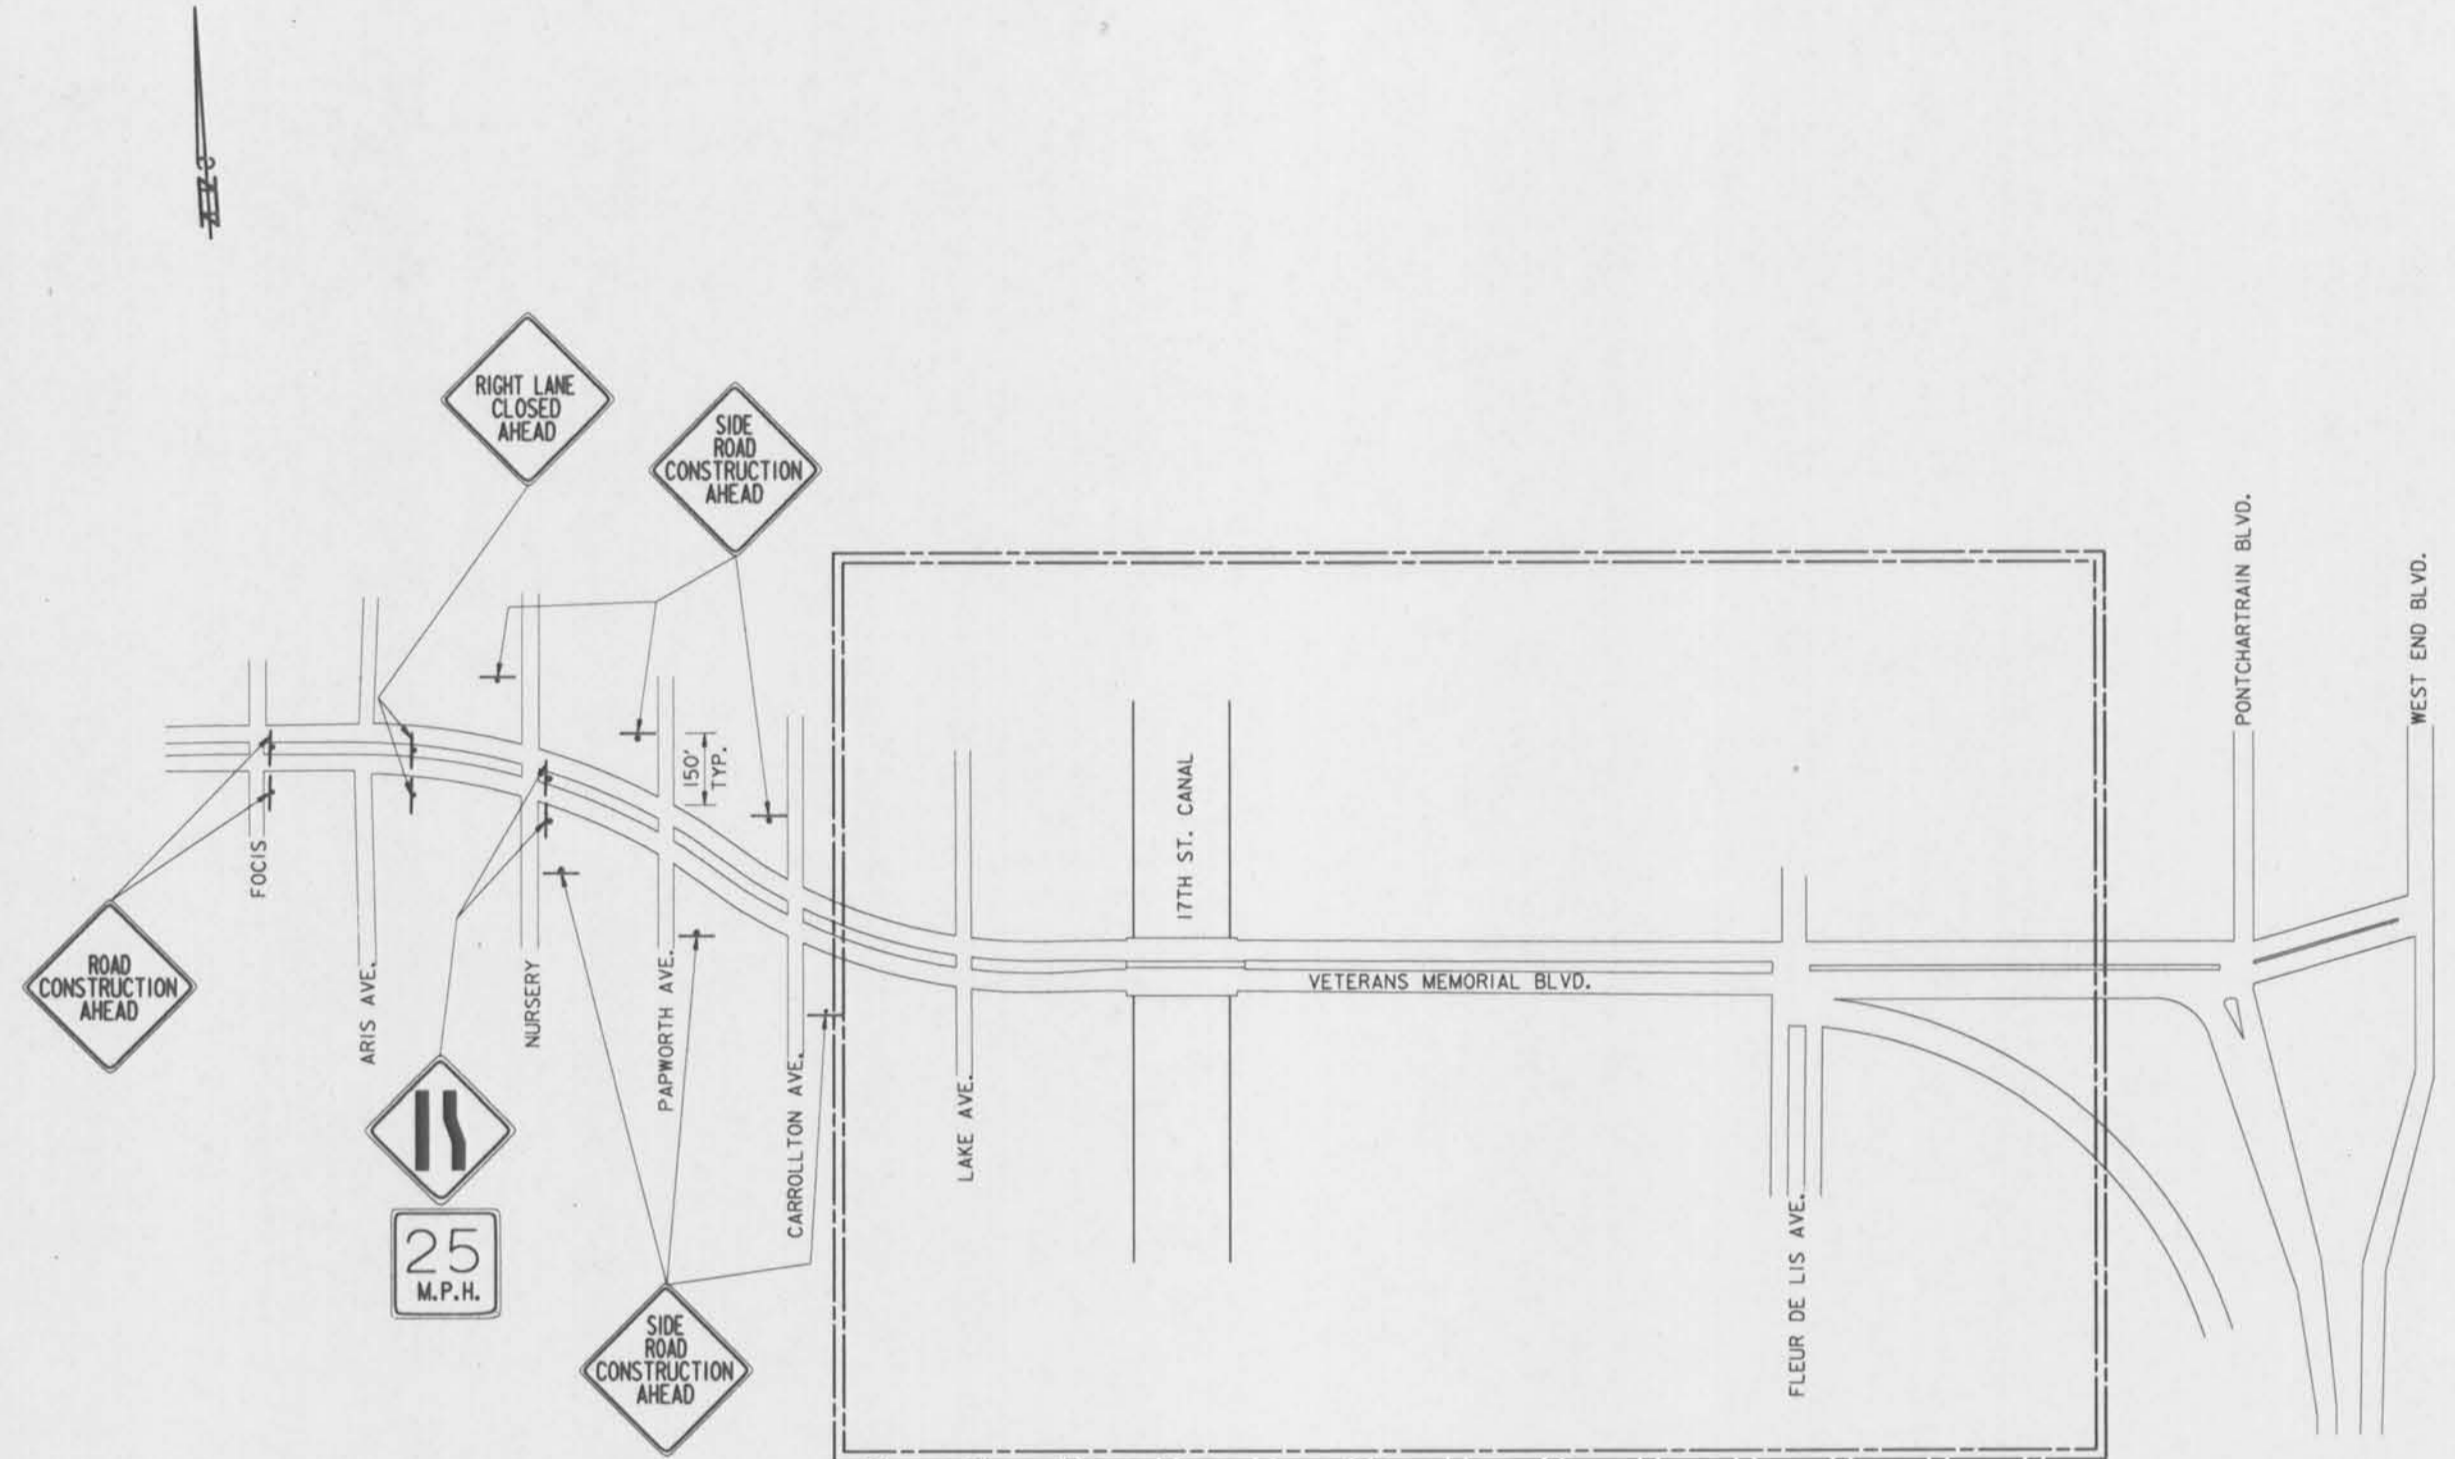 RIGHT LANE
CLOSED
AHEAD
SIDE
ROAD
CONSTRUCTION
AHEAD
PONTCHARTRAIN BLVD.
WEST END BLVD.
150'
TYP.
17TH ST. CANAL
FOCIS
ROAD
CONSTRUCTION
AHEAD
ARIS AVE.
NURSERY
PAPWORTH AVE.
CARROLLTON AVE.
LAKE AVE.
VETERANS MEMORIAL BLVD.
FLEUR DE LIS AVE.
25
M.P.H.
SIDE
ROAD
CONSTRUCTION
AHEAD